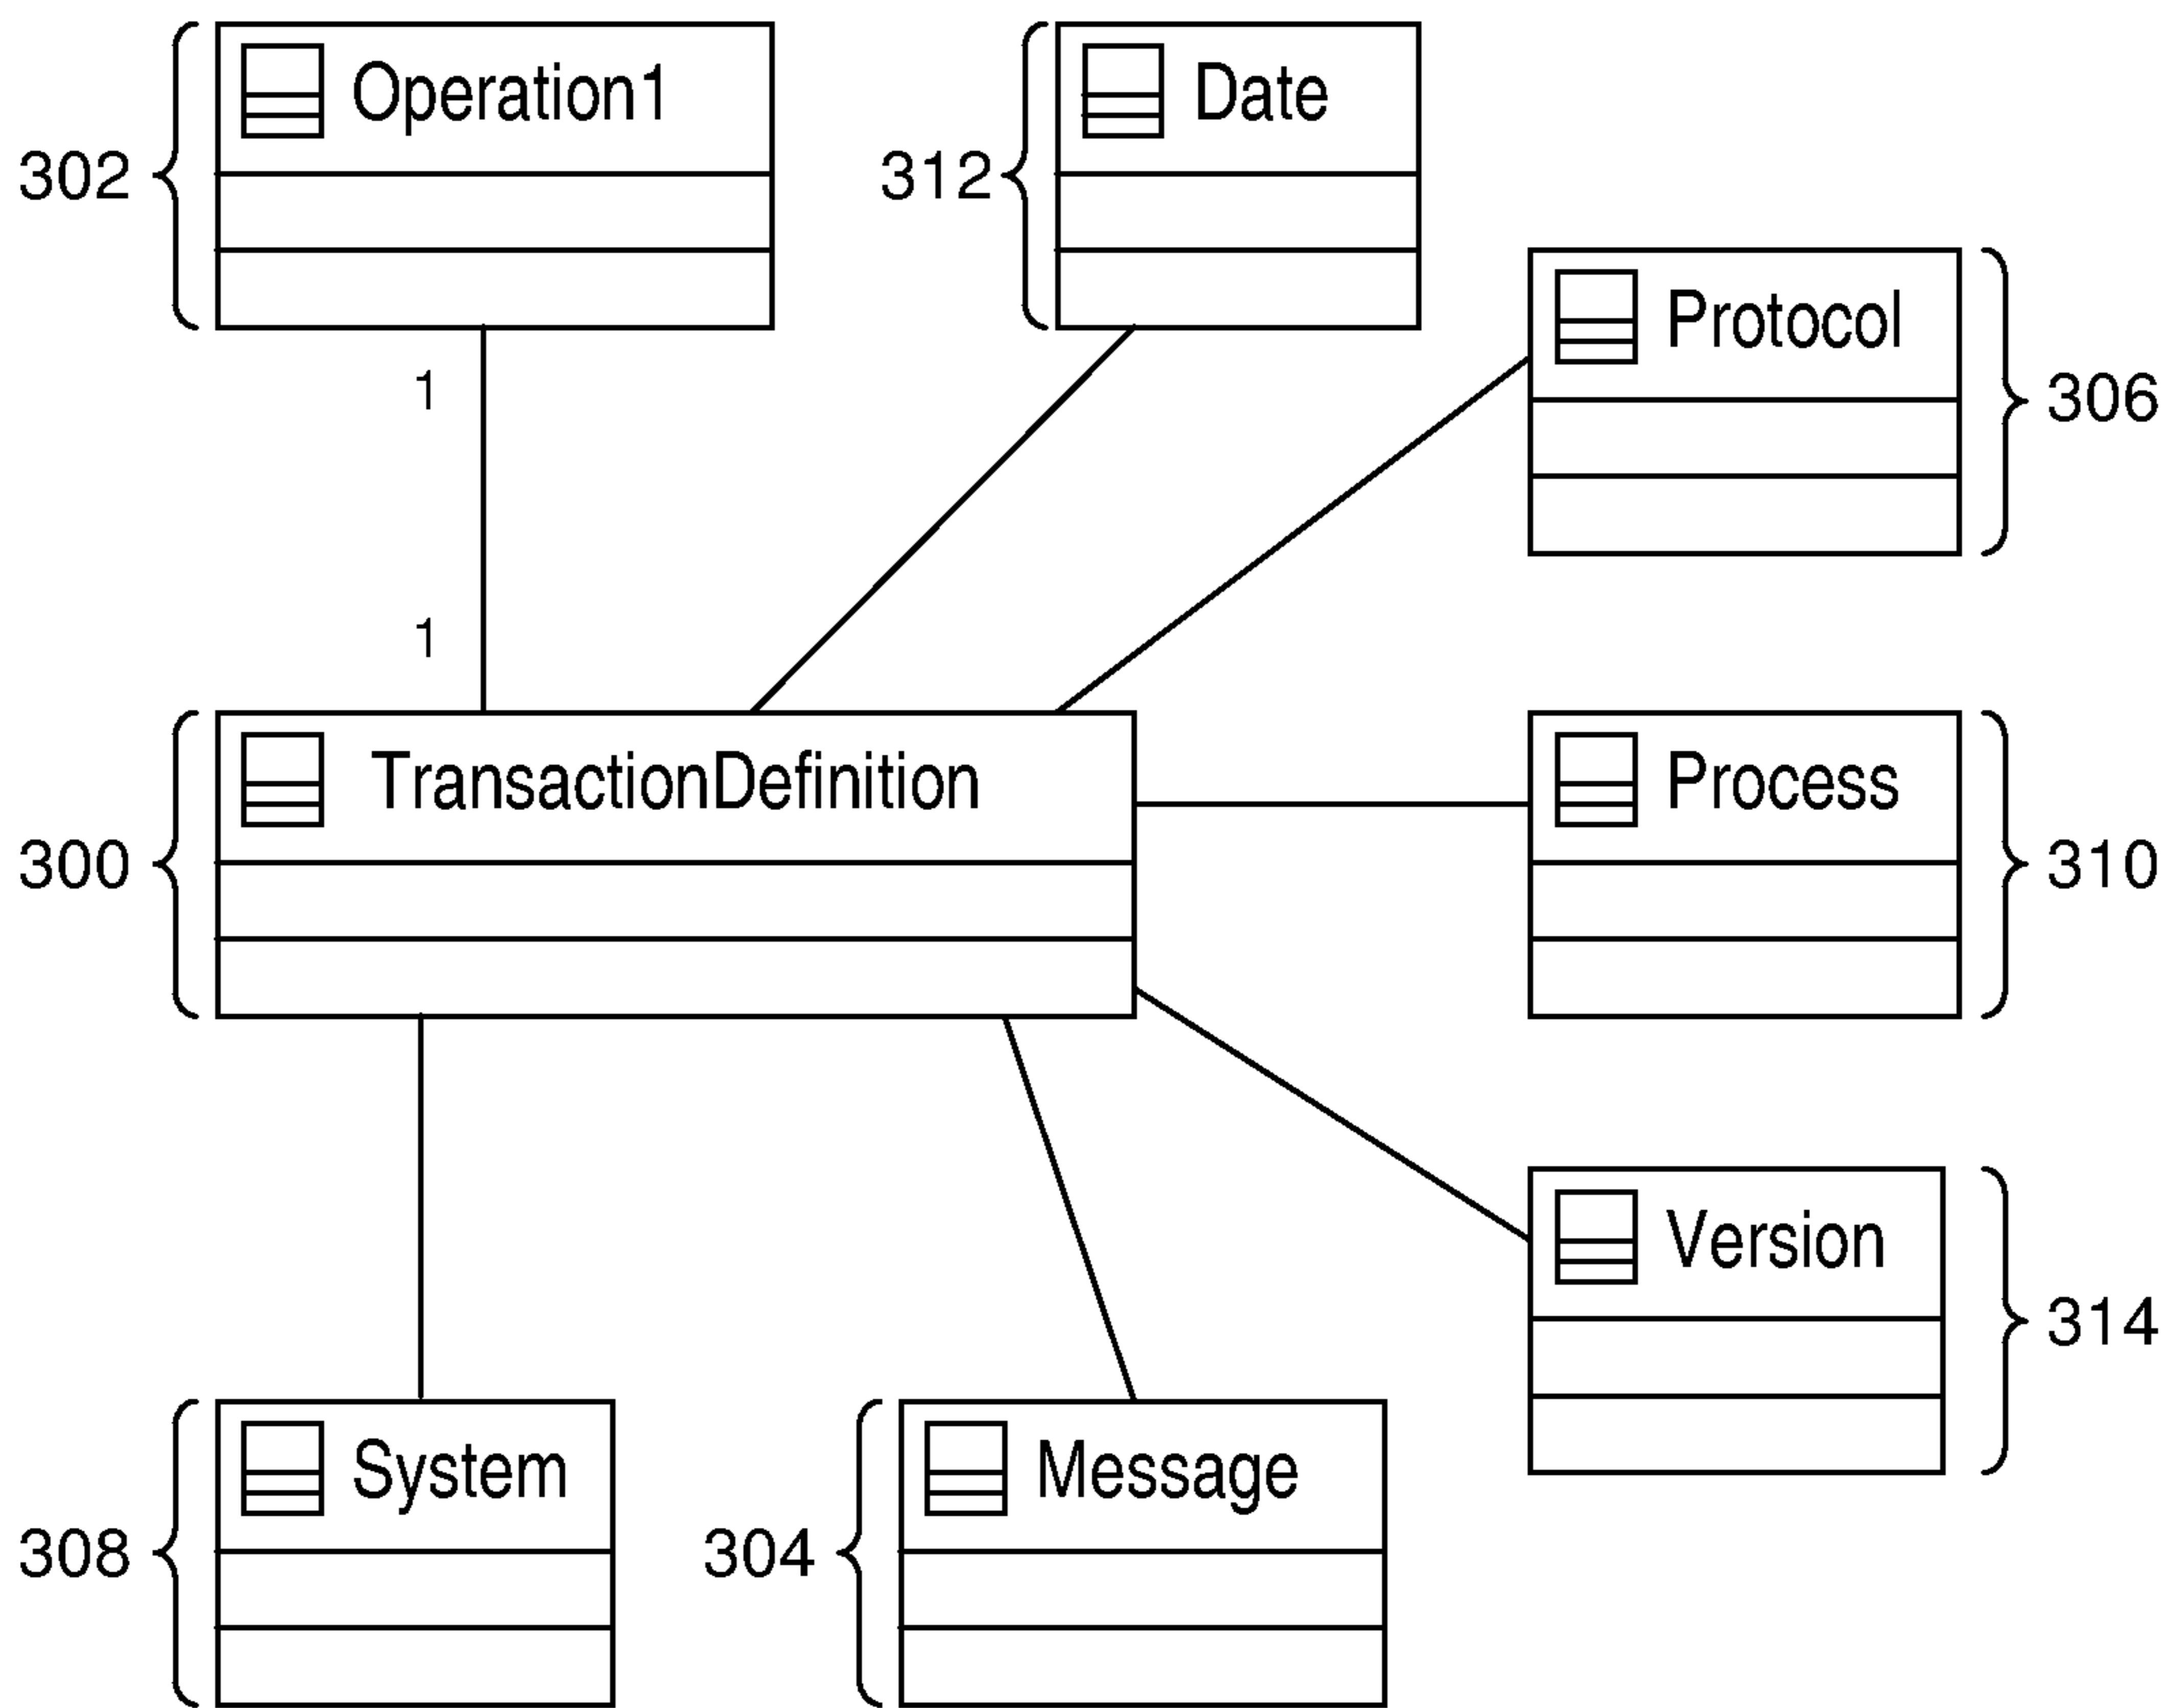 Operation1
Date
302
312
Protocol
306
1
1
TransactionDefinition
Process
300
310
Version
314
System
Message
308
304